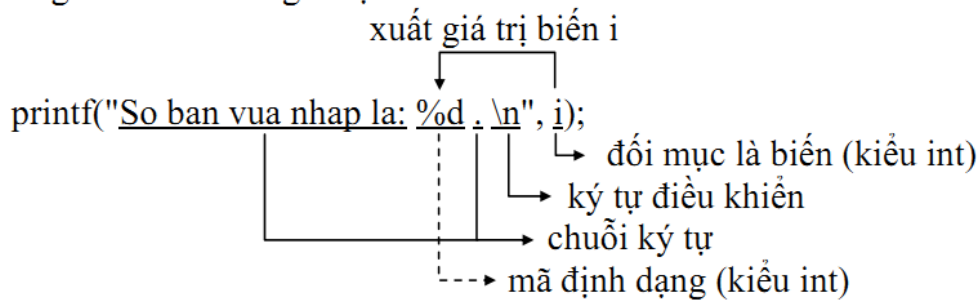 xuất giá trị biến i
printf("So ban vua nhap la: %d . \n", i);
đối mục là biến (kiểu int)
ký tự điều khiển
chuỗi ký tự
mã định dạng (kiểu int)